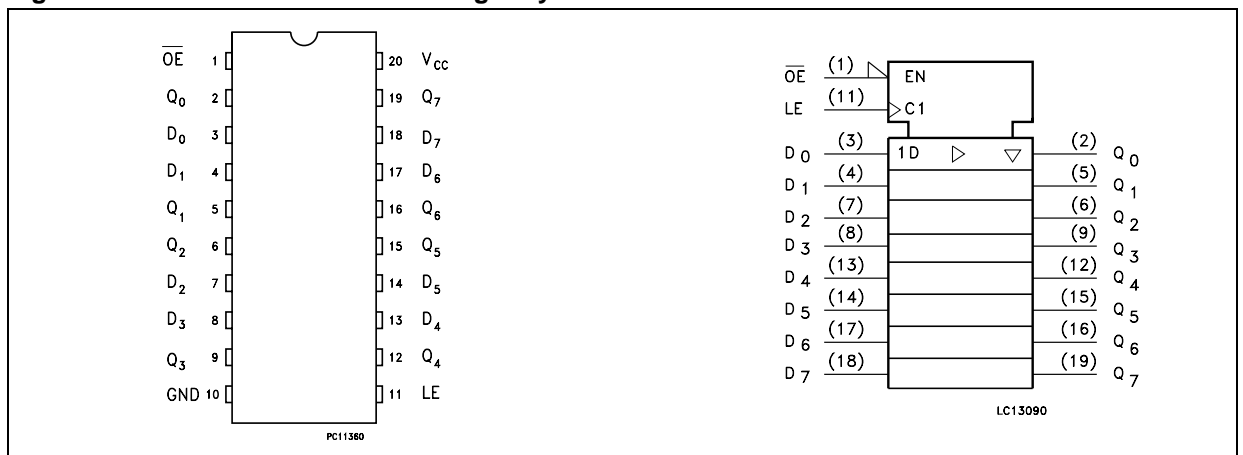 OE 1 20 VCC
Q0 2 19 Q7
D0 3 18 D7
D1 4 17 D6
Q1 5 16 Q6
Q2 6 15 Q5
D2 7 14 D5
D3 8 13 D4
Q3 9 12 Q4
GND 10 11 LE
PC11360
OE (1) EN
LE (11) C1
D0 (3) 1D (2) Q0
D1 (4) (5) Q1
D2 (7) (6) Q2
D3 (8) (9) Q3
D4 (13) (12) Q4
D5 (14) (15) Q5
D6 (17) (16) Q6
D7 (18) (19) Q7
LC13090